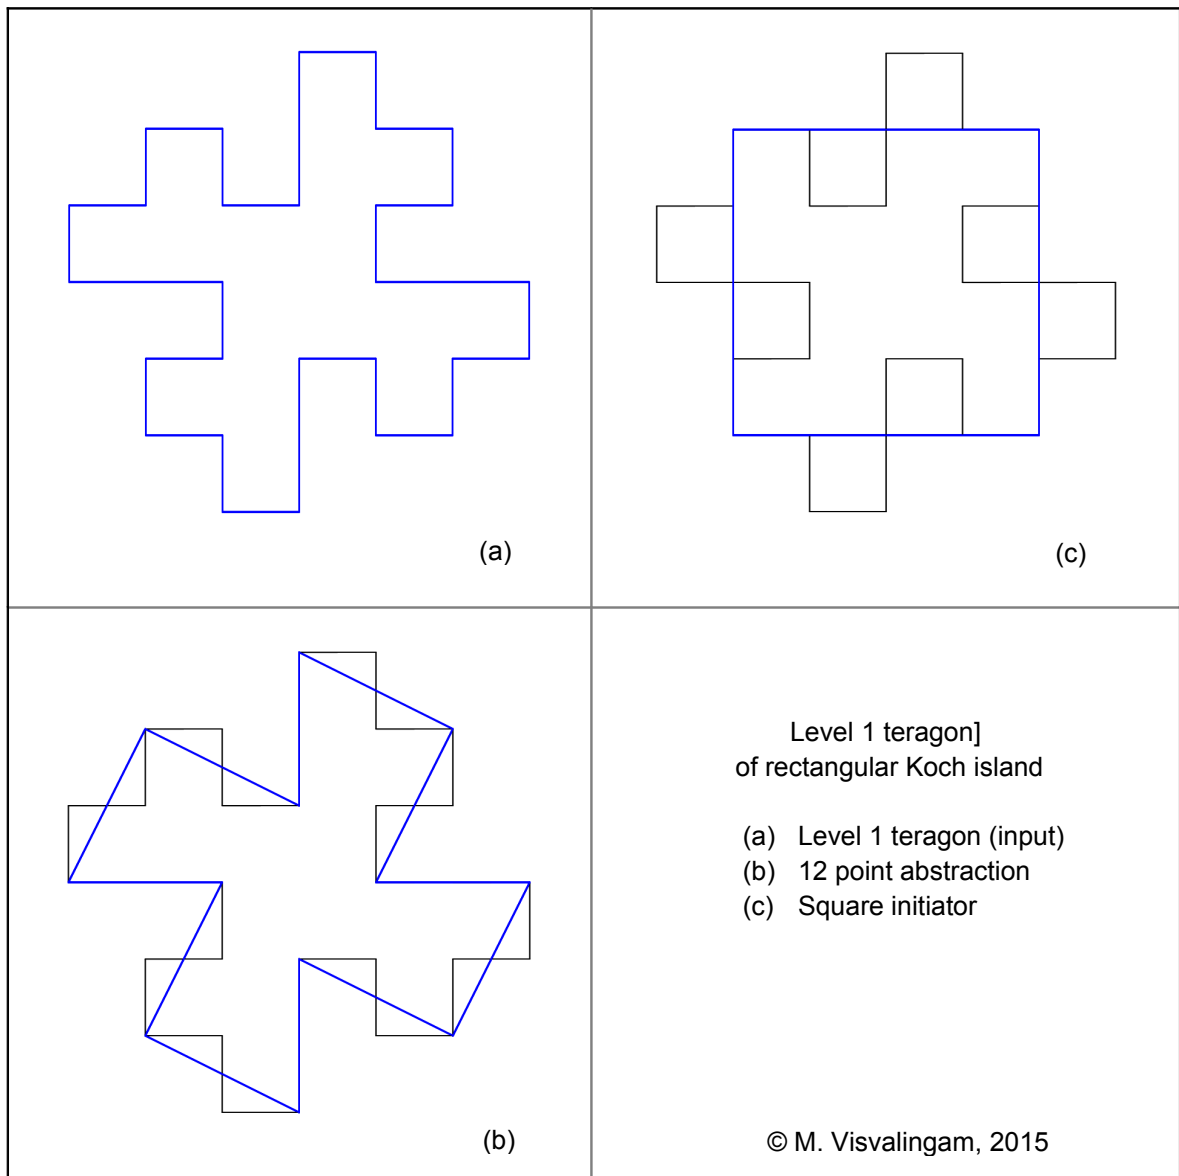 (a)
(c)
(b)
Level 1 teragon]
of rectangular Koch island
(a) Level 1 teragon (input)
(b) 12 point abstraction
(c) Square initiator
© M. Visvalingam, 2015